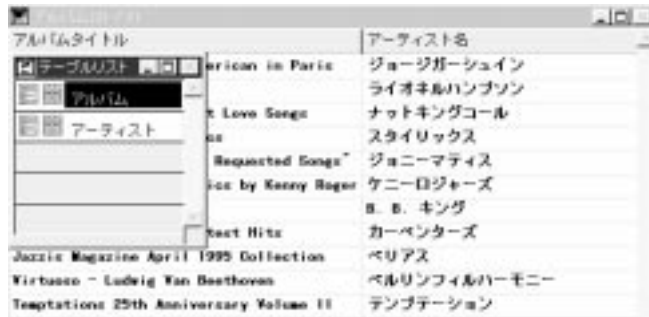 アルバムタイトル アーティスト名
テーブルリスト
アルバム
アーティスト
erican in Paris ジョージガーシュイン
ライオネルハンプソン
t Love Songs ナットキングコール
スタイリックス
Requested Songs" ジョニーマティス
ics by Kenny Roger ケニーロジャーズ
B. B. キング
test Hits カーペンターズ
Jazzis Magazine April 1995 Collection ベリアス
Virtuoso - Ludwig Van Beethoven ベルリンフィルハーモニー
Temptations 25th Anniversary Volume II テンプテーション